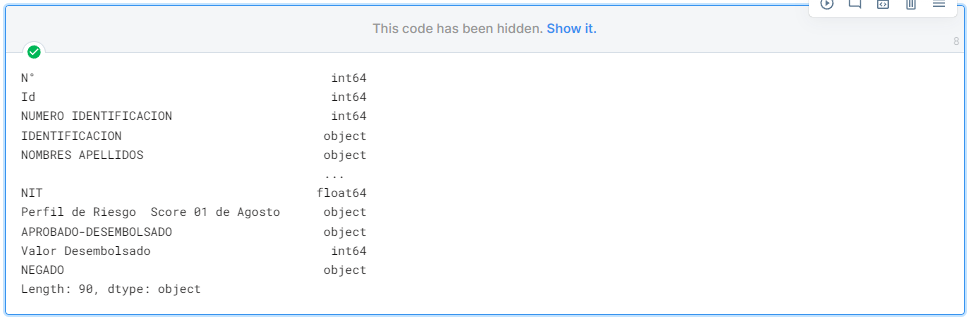 This code has been hidden. Show it.
8
N° int64
Id int64
NUMERO IDENTIFICACION int64
IDENTIFICACION object
NOMBRES APELLIDOS object
...
NIT float64
Perfil de Riesgo  Score 01 de Agosto object
APROBADO-DESEMBOLSADO object
Valor Desembolsado int64
NEGADO object
Length: 90, dtype: object